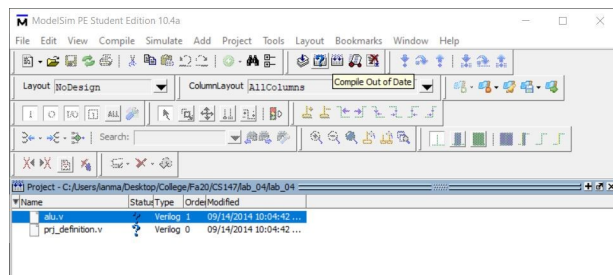 ModelSim PE Student Edition 10.4a
File Edit View Compile Simulate Add Project Tools Layout Bookmarks Window Help
Layout NoDesign
ColumnLayout AllColumns
Compile Out of Date
ALL
Search:
Project - C:/Users/ianma/Desktop/College/Fa20/CS147/lab_04/lab_04
Name Status Type Order Modified
alu.v Verilog 1 09/14/2014 10:04:42 ...
prj_definition.v Verilog 0 09/14/2014 10:04:42 ...